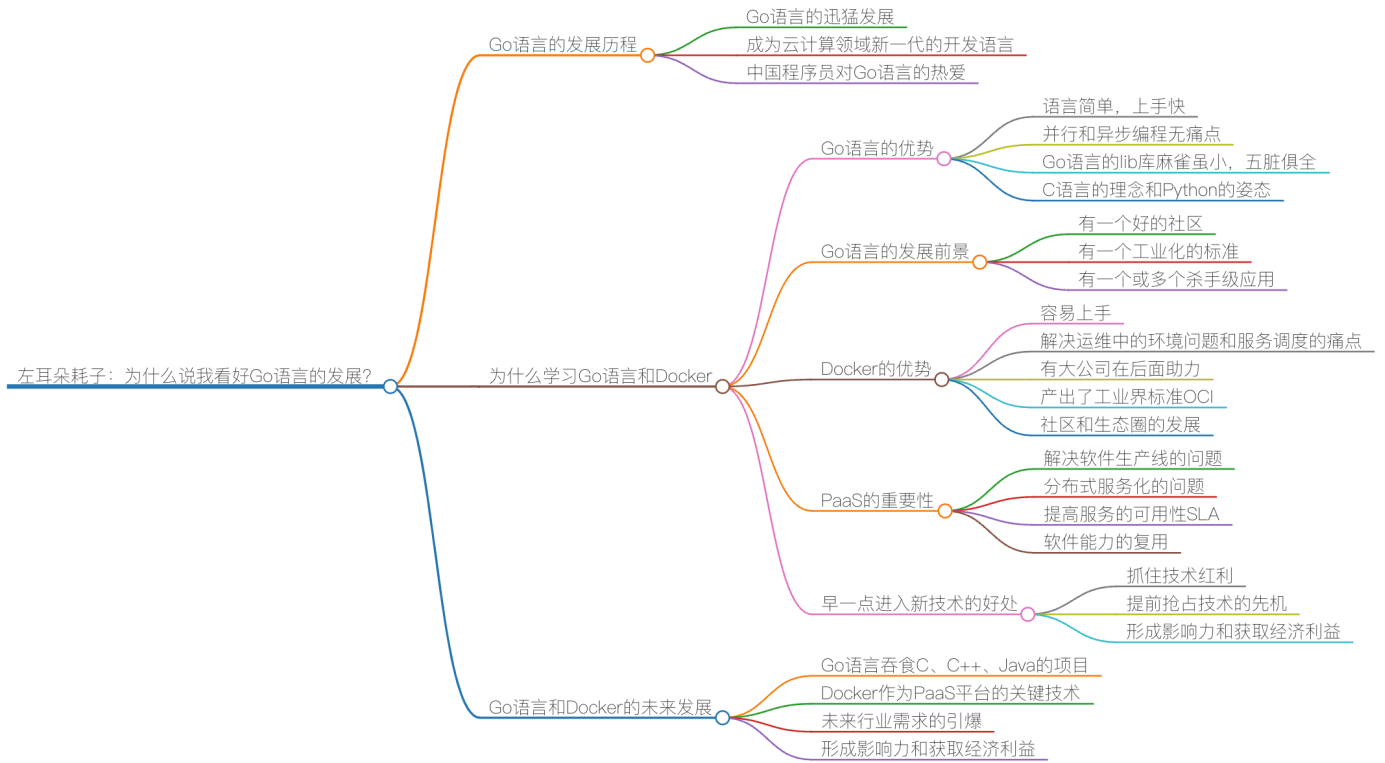 左耳朵耗子：为什么说我看好Go语言的发展？
Go语言的发展历程
Go语言的迅猛发展
成为云计算领域新一代的开发语言
中国程序员对Go语言的热爱
为什么学习Go语言和Docker
Go语言的优势
语言简单，上手快
并行和异步编程无痛点
Go语言的lib库麻雀虽小，五脏俱全
C语言的理念和Python的姿态
Go语言的发展前景
有一个好的社区
有一个工业化的标准
有一个或多个杀手级应用
Docker的优势
容易上手
解决运维中的环境问题和服务调度的痛点
有大公司在后面助力
产出了工业界标准OCI
社区和生态圈的发展
PaaS的重要性
解决软件生产线的问题
分布式服务化的问题
提高服务的可用性SLA
软件能力的复用
早一点进入新技术的好处
抓住技术红利
提前抢占技术的先机
形成影响力和获取经济利益
Go语言和Docker的未来发展
Go语言吞食C、C++、Java的项目
Docker作为PaaS平台的关键技术
未来行业需求的引爆
形成影响力和获取经济利益